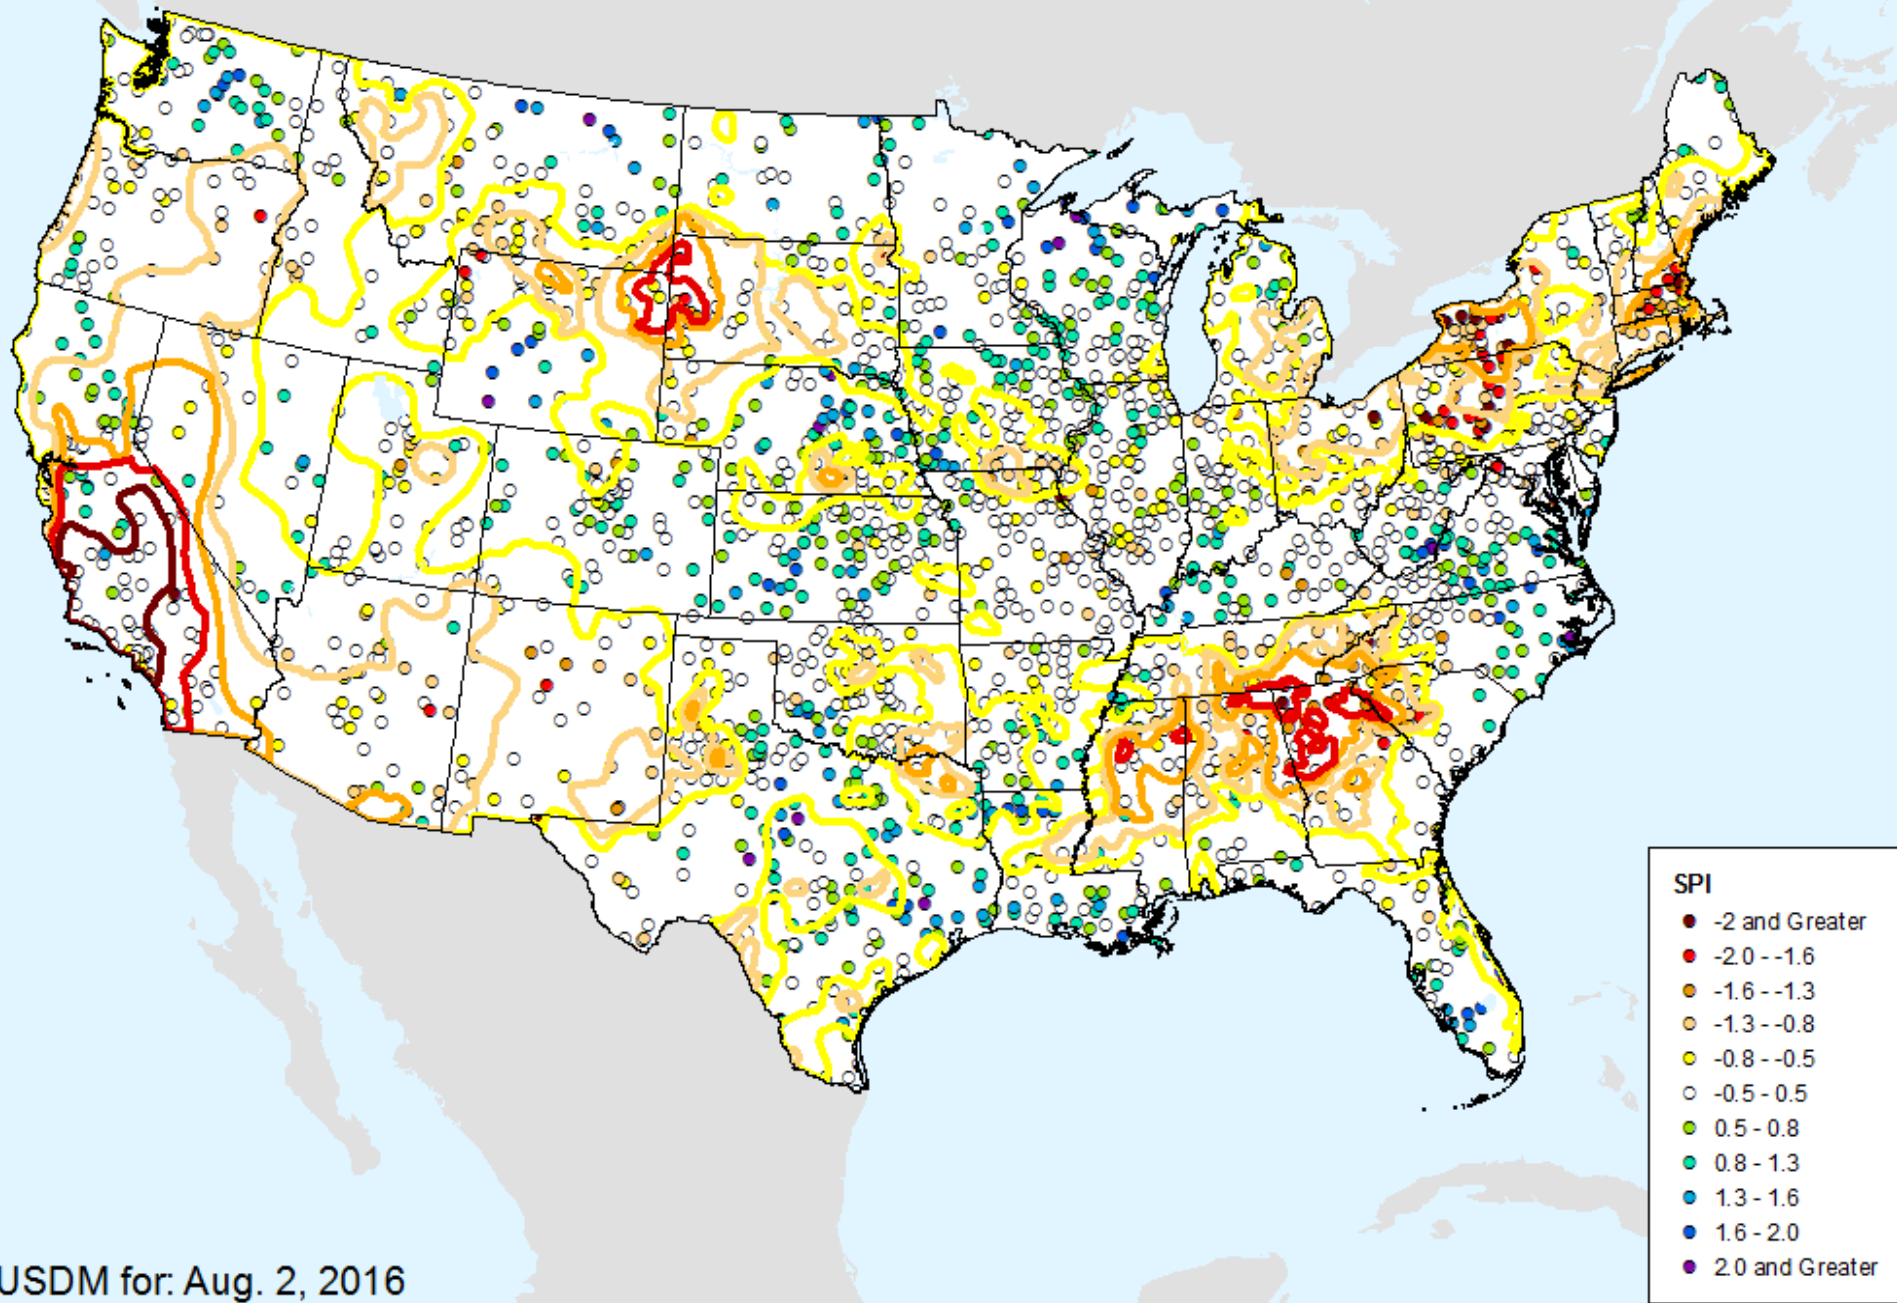 SPI
-2 and Greater
-2.0 - -1.6
-1.6 - -1.3
-1.3 - -0.8
-0.8 - -0.5
-0.5 - 0.5
0.5 - 0.8
0.8 - 1.3
1.3 - 1.6
1.6 - 2.0
2.0 and Greater
USDM for: Aug. 2, 2016